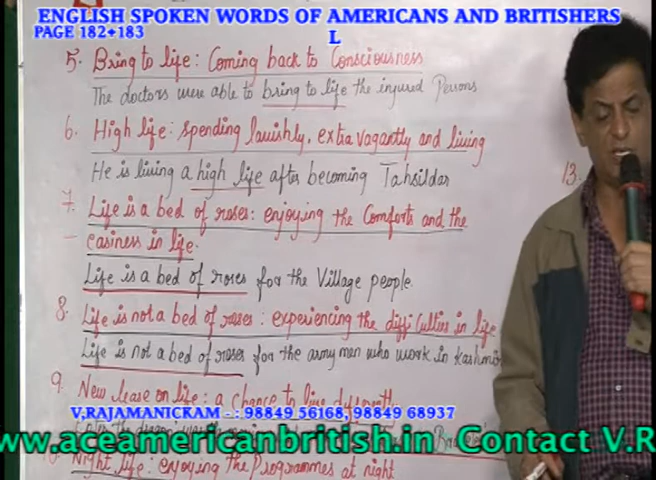 ENGLISH SPOKEN WORDS OF AMERICANS AND BRITISHERS
PAGE 182+183
L
5. Bring to life: Coming back to Consciousness
The doctors were able to bring to life the injured Persons
6. High life: spending lavishly, extravagantly and living
He is living a high life after becoming Tahsildar
7. Life is a bed of roses: enjoying the Comforts and the
easiness in life.
Life is a bed of roses for the Village people.
8. Life is not a bed of roses: experiencing the difficulties in life
Life is not a bed of roses for the army men who work in Kashmir
13.
9. New lease on life: a chance to live differently
V,RAJAMANICKAM -.: 98849 56168, 98849 68937
www.aceamericanbritish.in Contact V.R
Night life: enjoying the Programmes at night